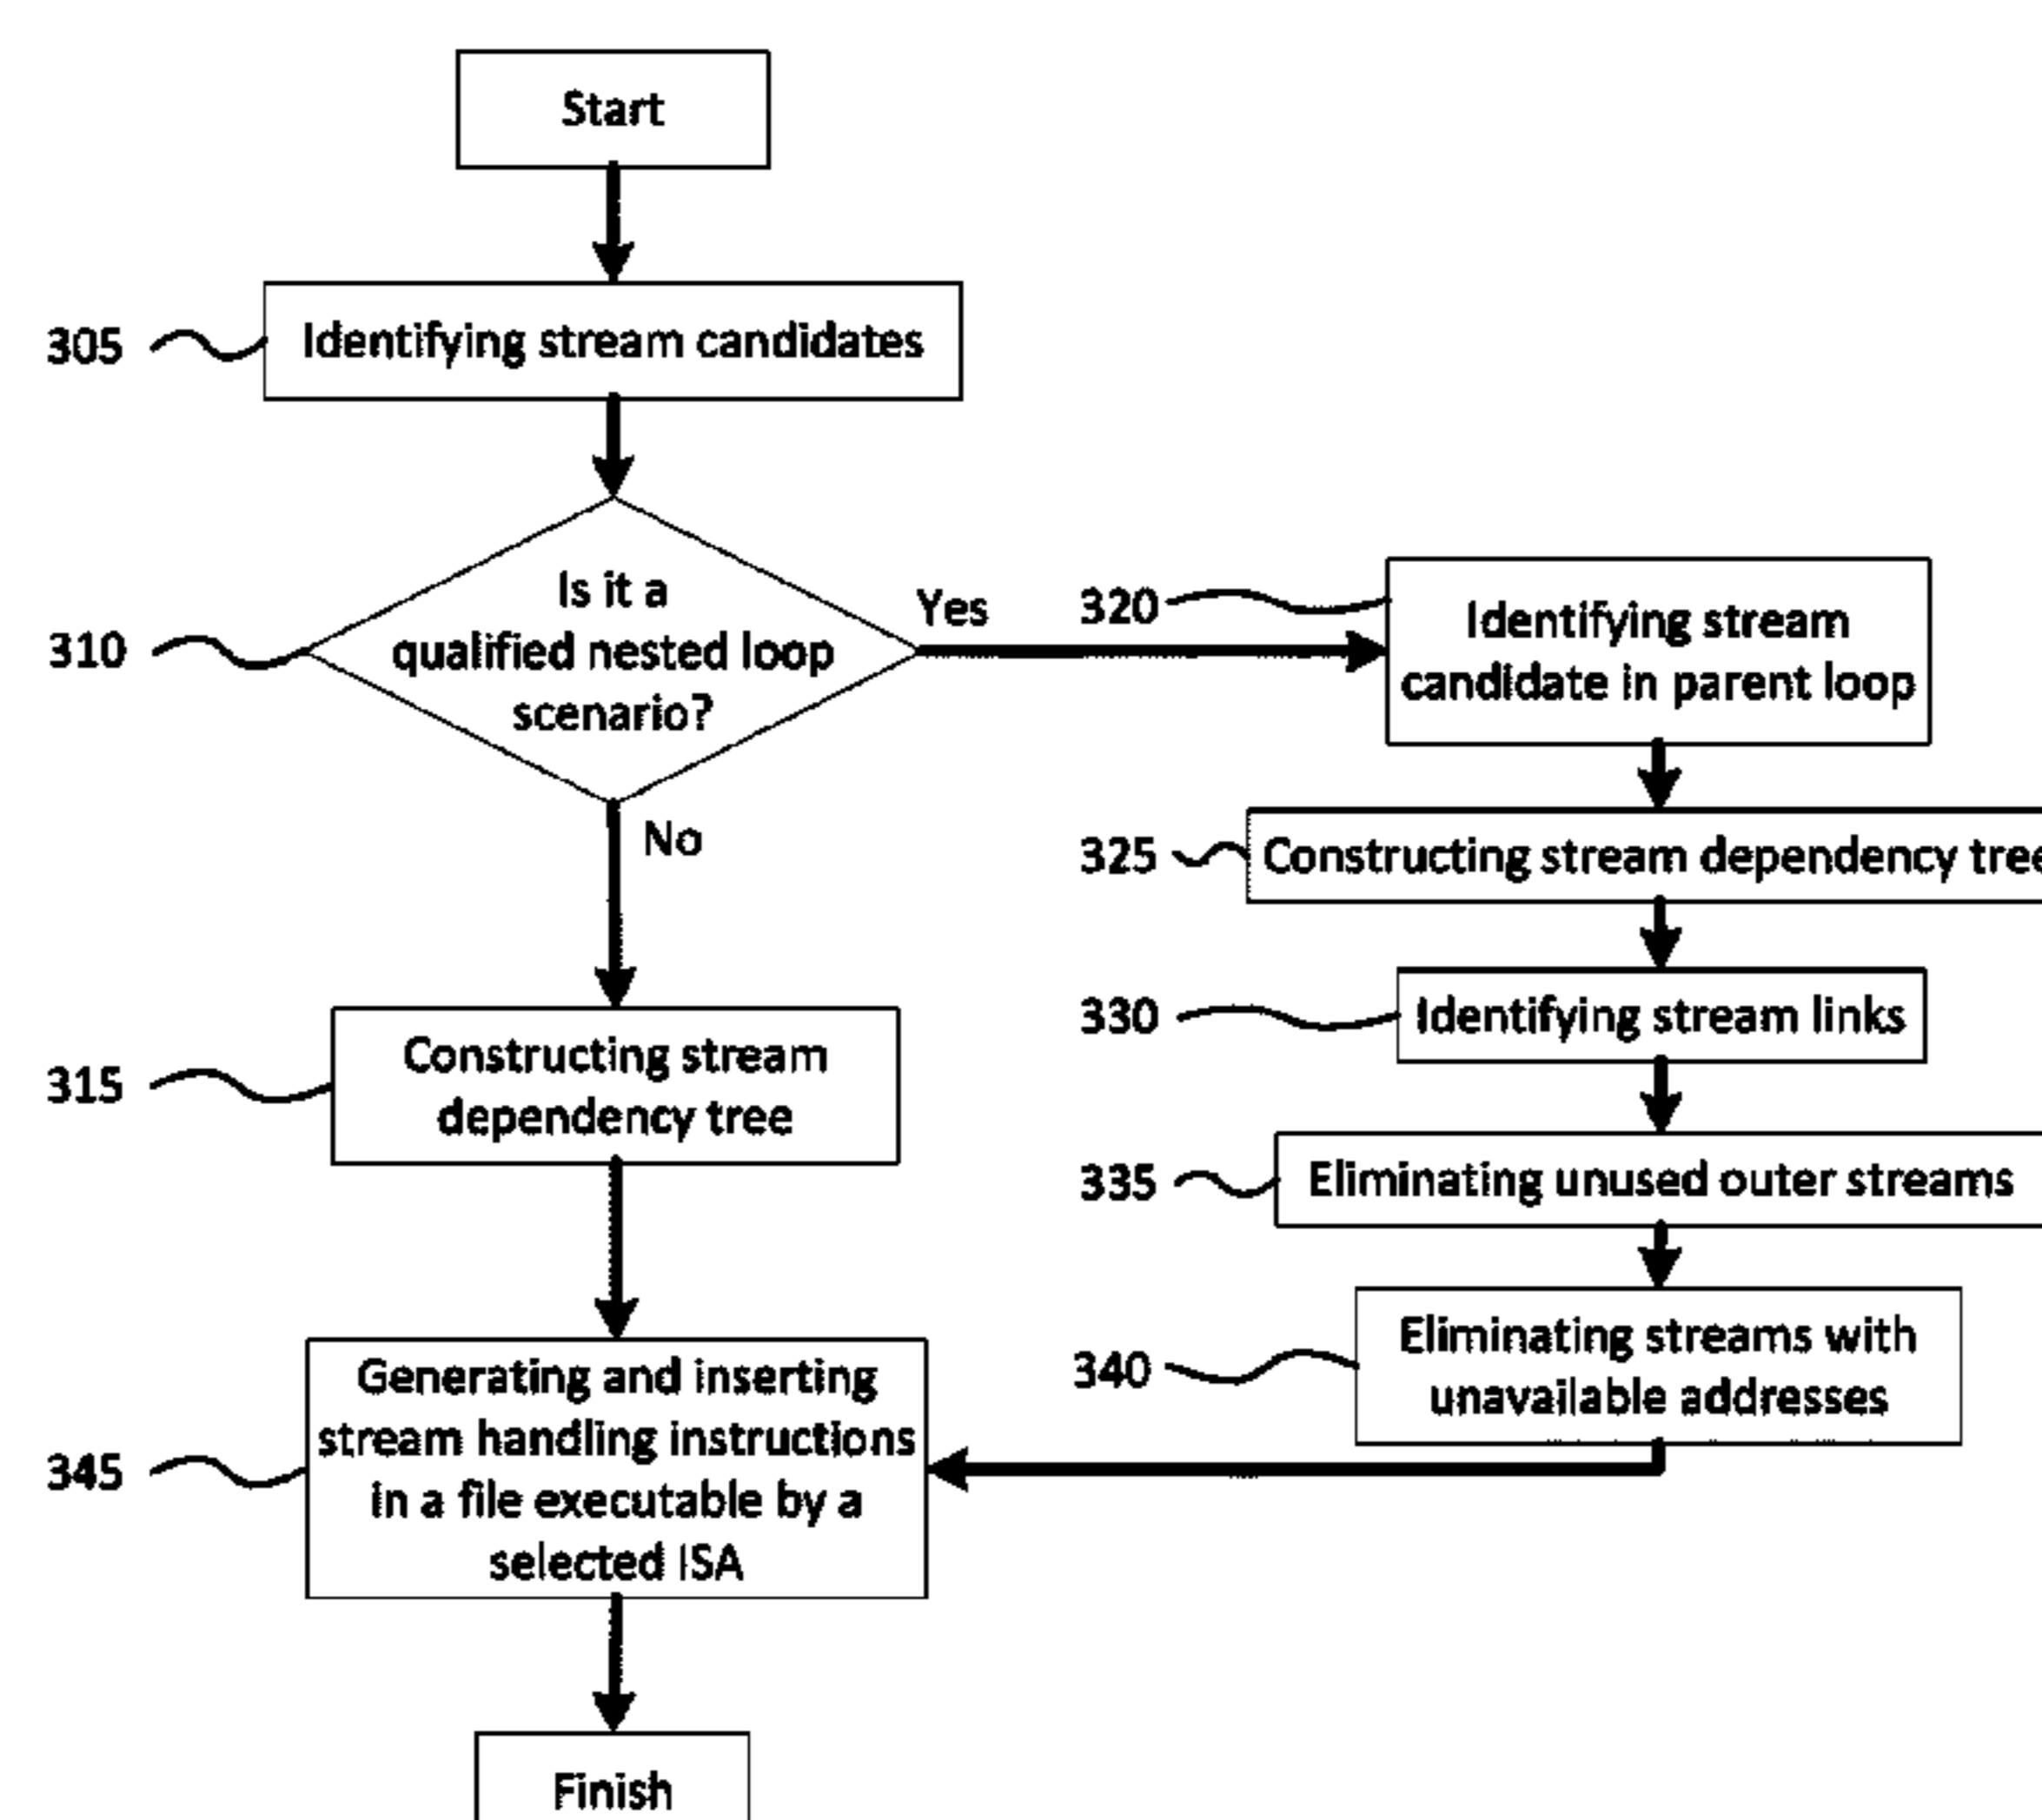 Start
305
Identifying stream candidates
310
Is it a
qualified nested loop
scenario?
Yes
No
320
Identifying stream
candidate in parent loop
325
Constructing stream dependency tree
330
Identifying stream links
335
Eliminating unused outer streams
340
Eliminating streams with
unavailable addresses
315
Constructing stream
dependency tree
345
Generating and inserting
stream handling instructions
in a file executable by a
selected ISA
Finish